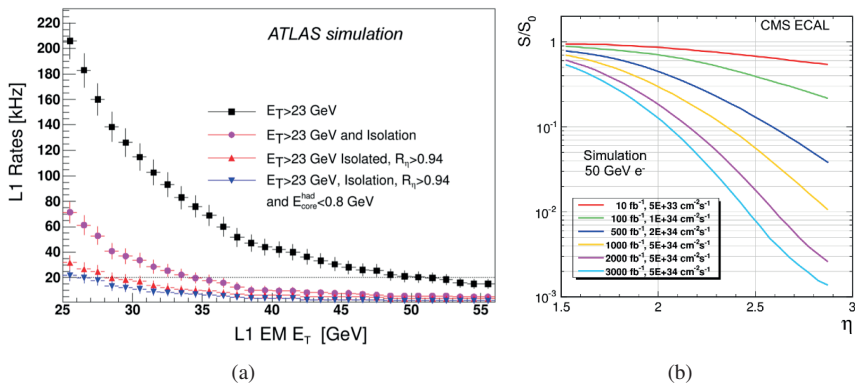 ATLAS simulation
L1 Rates [kHz]
220
200
180
160
140
120
100
80
60
40
20
0
E_T>23 GeV
E_T>23 GeV and Isolation
E_T>23 GeV Isolated, R_η>0.94
E_T>23 GeV, Isolation, R_η>0.94
and E^had_core<0.8 GeV
25 30 35 40 45 50 55
L1 EM E_T [GeV]
(a)
S/S_0
CMS ECAL
1
10^-1
10^-2
10^-3
Simulation
50 GeV e^-
10 fb^-1, 5E+33 cm^-2s^-1
100 fb^-1, 1E+34 cm^-2s^-1
500 fb^-1, 2E+34 cm^-2s^-1
1000 fb^-1, 5E+34 cm^-2s^-1
2000 fb^-1, 5E+34 cm^-2s^-1
3000 fb^-1, 5E+34 cm^-2s^-1
1.5 2 2.5 3
η
(b)